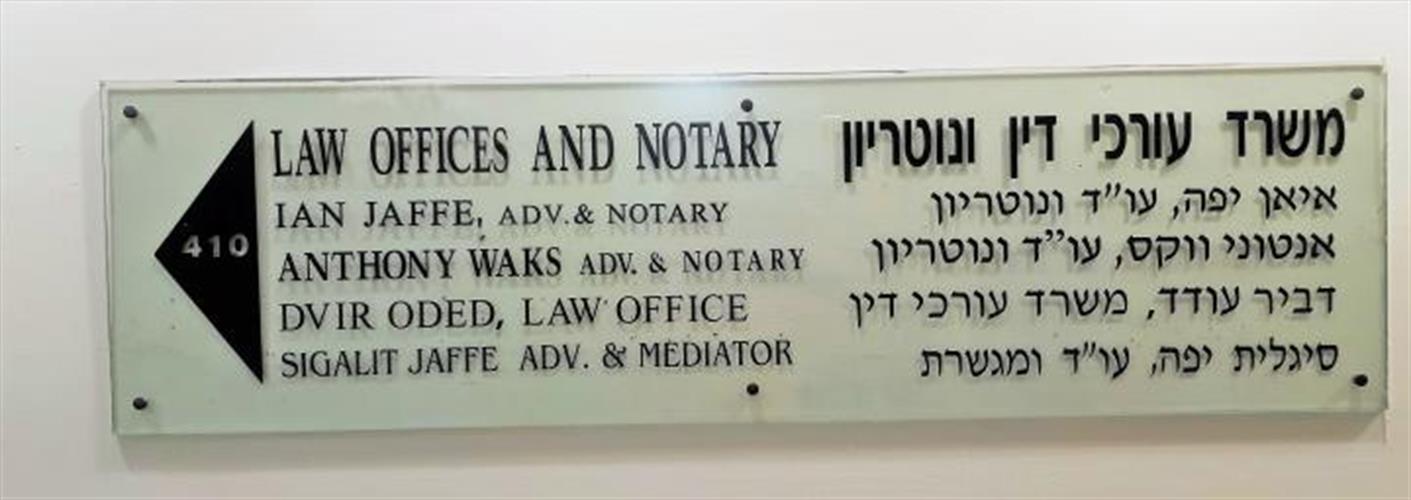 410
LAW OFFICES AND NOTARY
IAN JAFFE, ADV. & NOTARY
ANTHONY WAKS ADV. & NOTARY
DVIR ODED, LAW OFFICE
SIGALIT JAFFE ADV. & MEDIATOR
משרד עורכי דין ונוטריון
איאן יפה, עו"ד ונוטריון
אנטוני ווקס, עו"ד ונוטריון
דביר עודד, משרד עורכי דין
סיגלית יפה, עו"ד ומגשרת